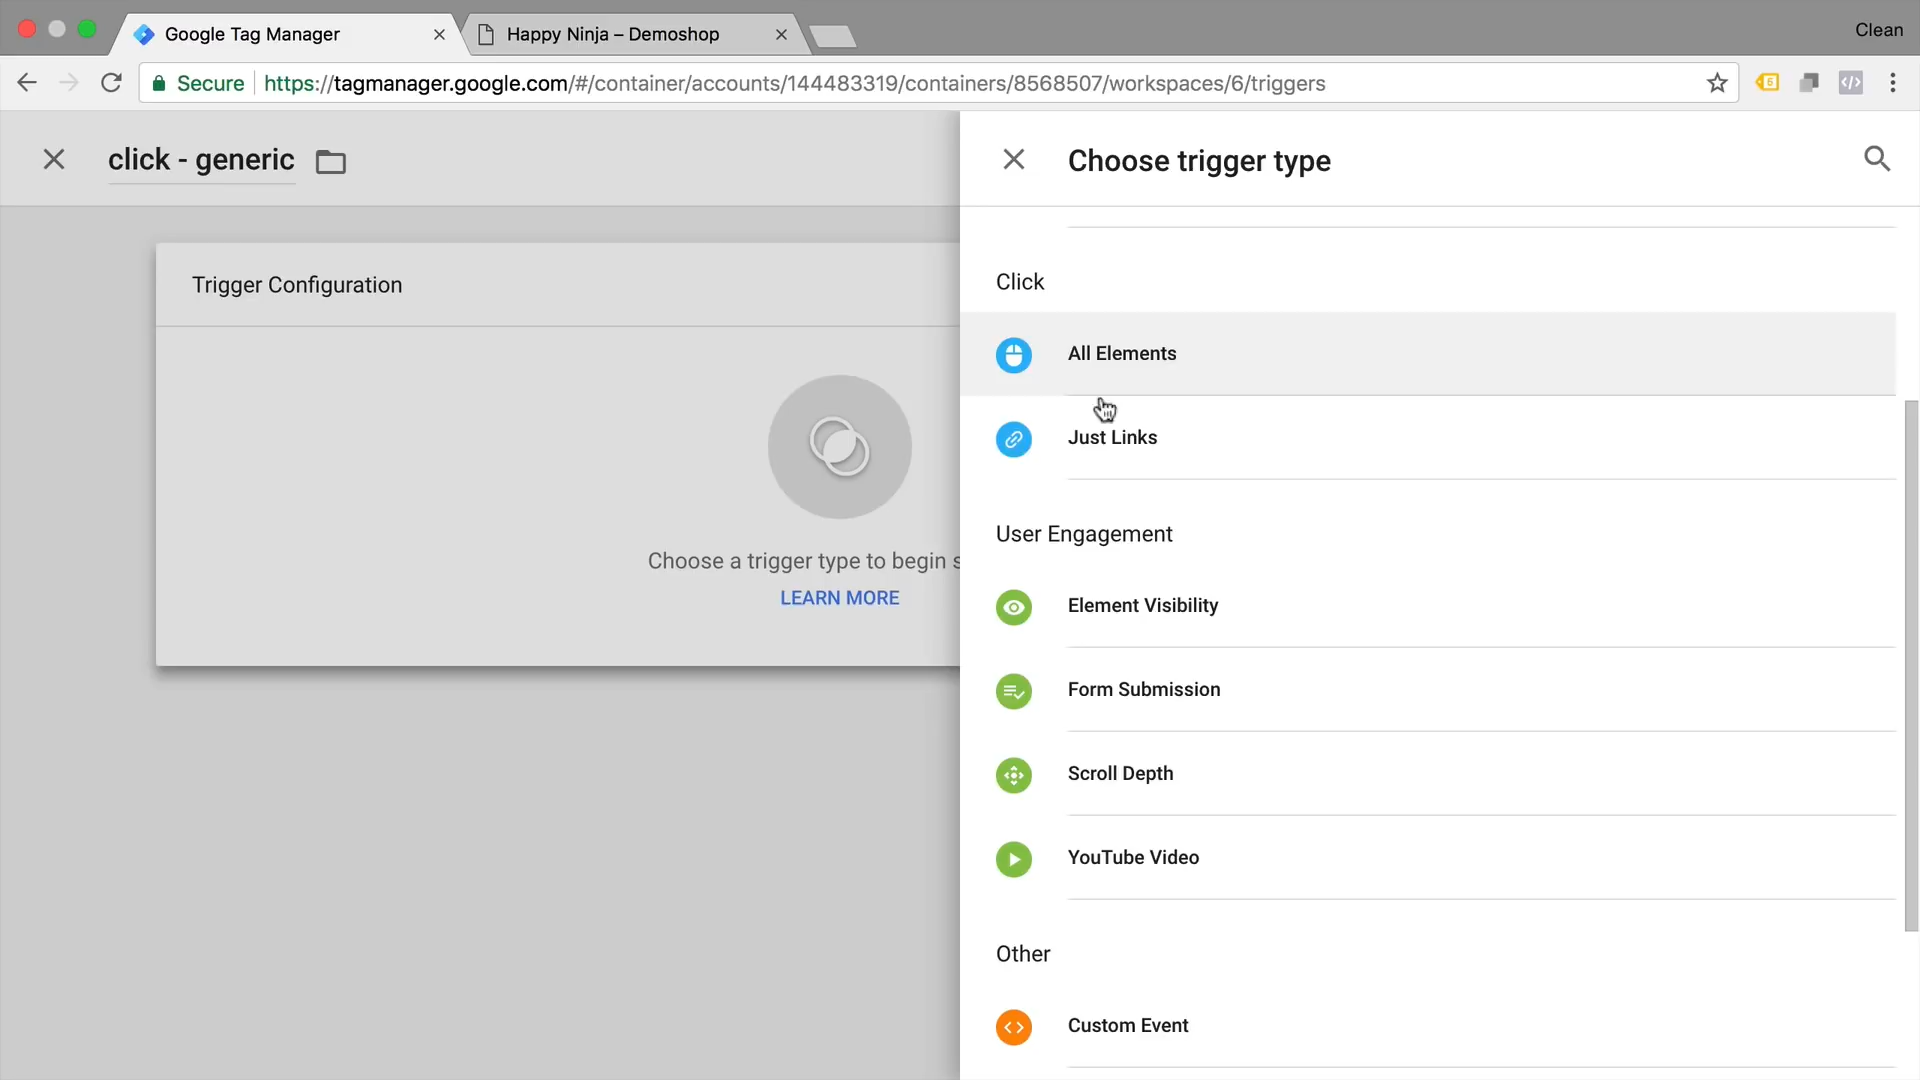 Google Tag Manager
Happy Ninja – Demoshop
Clean
Secure
https://tagmanager.google.com/#/container/accounts/144483319/containers/8568507/workspaces/6/triggers
6
click - generic
Choose trigger type
Trigger Configuration
Choose a trigger type to begin s
LEARN MORE
Click
All Elements
Just Links
User Engagement
Element Visibility
Form Submission
Scroll Depth
YouTube Video
Other
Custom Event